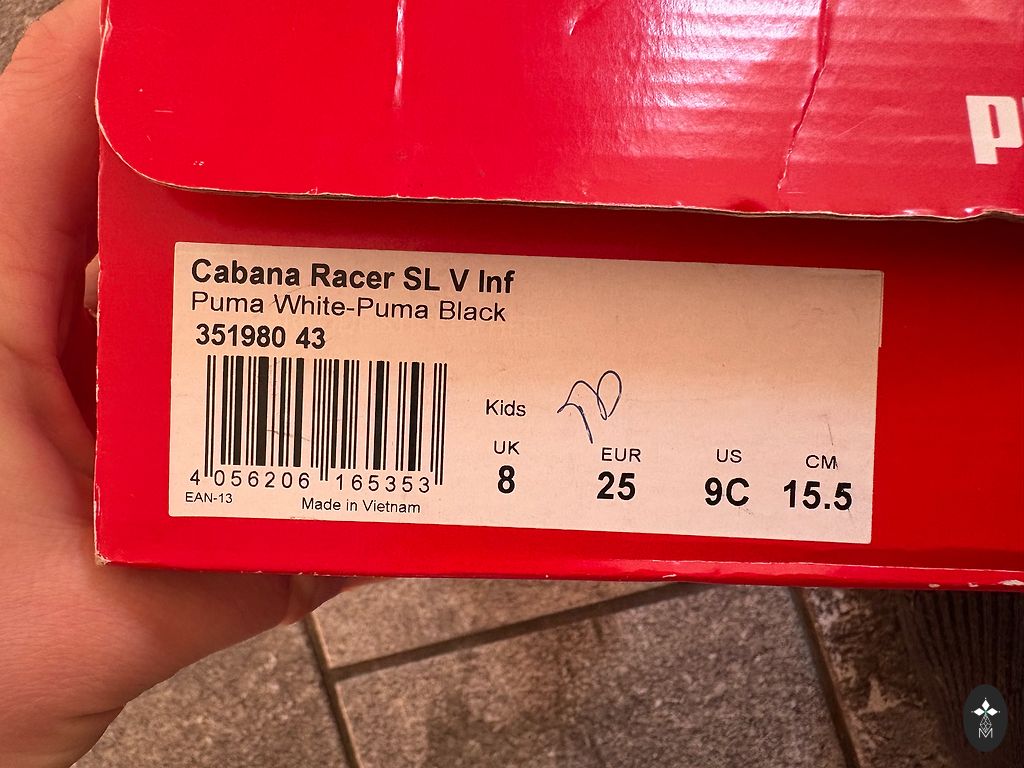 Cabana Racer SL V Inf
Puma White-Puma Black
351980 43
4 056206 165353
EAN-13
Made in Vietnam
Kids
UK EUR US CM
8 25 9C 15.5
M